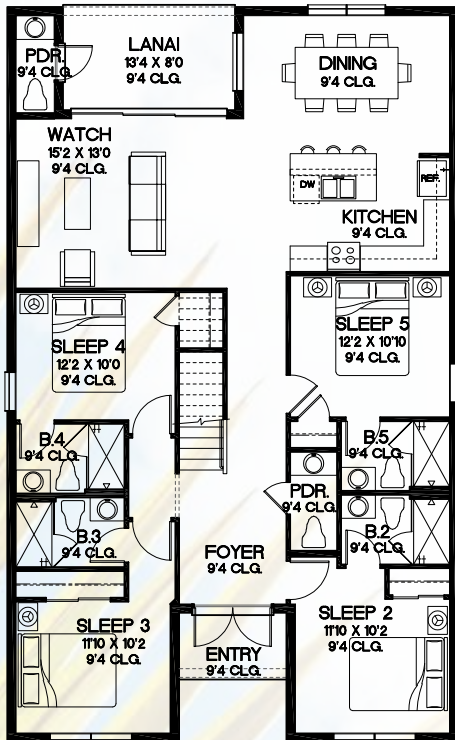 PDR.
9'4 CLG.
LANAI
13'4 X 8'0
9'4 CLG.
DINING
9'4 CLG.
WATCH
15'2 X 13'0
9'4 CLG.
DW
REF.
KITCHEN
9'4 CLG.
SLEEP 4
12'2 X 10'0
9'4 CLG.
SLEEP 5
12'2 X 10'10
9'4 CLG.
B.4
9'4 CLG.
B.5
9'4 CLG.
PDR.
9'4 CLG.
B.3
9'4 CLG.
B.2
9'4 CLG.
FOYER
9'4 CLG.
SLEEP 3
11'10 X 10'2
9'4 CLG.
SLEEP 2
11'10 X 10'2
9'4 CLG.
ENTRY
9'4 CLG.